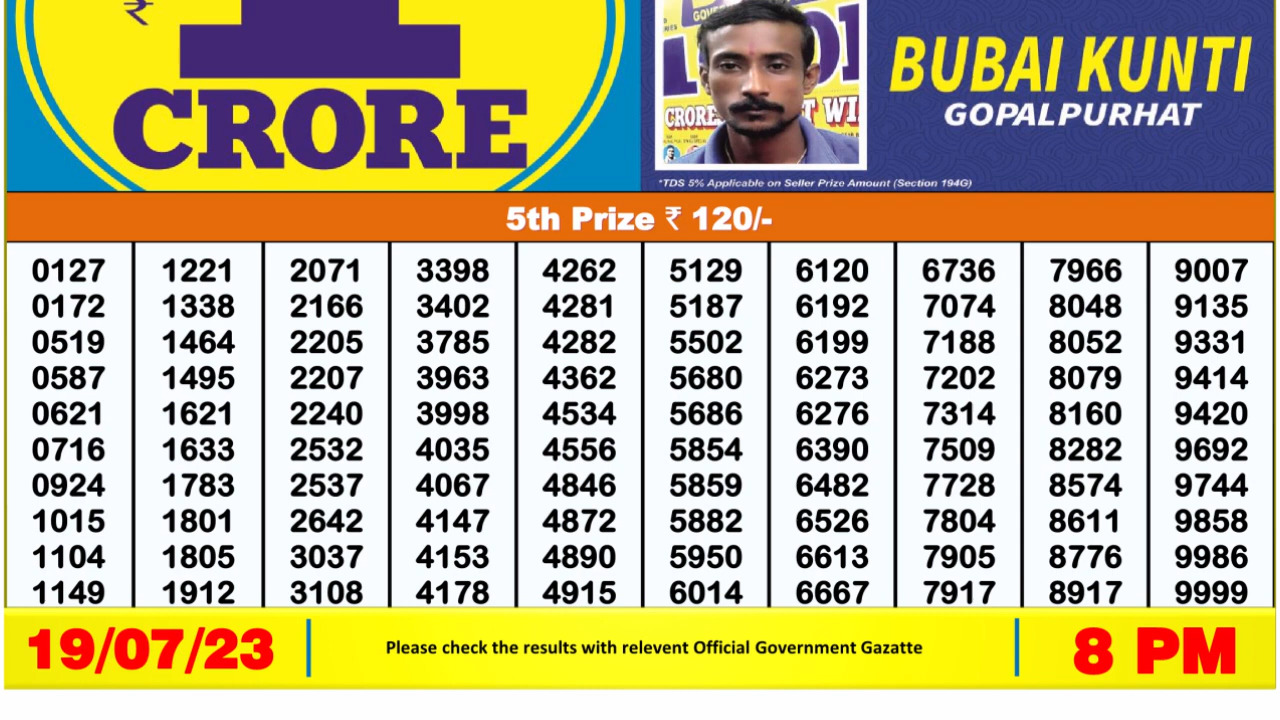 ₹
1
CRORE
CRORE
BUBAI KUNTI
GOPALPURHAT
*TDS 5% Applicable on Seller Prize Amount (Section 194G)
5th Prize ₹ 120/-
0127 1221 2071 3398 4262 5129 6120 6736 7966 9007
0172 1338 2166 3402 4281 5187 6192 7074 8048 9135
0519 1464 2205 3785 4282 5502 6199 7188 8052 9331
0587 1495 2207 3963 4362 5680 6273 7202 8079 9414
0621 1621 2240 3998 4534 5686 6276 7314 8160 9420
0716 1633 2532 4035 4556 5854 6390 7509 8282 9692
0924 1783 2537 4067 4846 5859 6482 7728 8574 9744
1015 1801 2642 4147 4872 5882 6526 7804 8611 9858
1104 1805 3037 4153 4890 5950 6613 7905 8776 9986
1149 1912 3108 4178 4915 6014 6667 7917 8917 9999
19/07/23
Please check the results with relevent Official Government Gazatte
8 PM